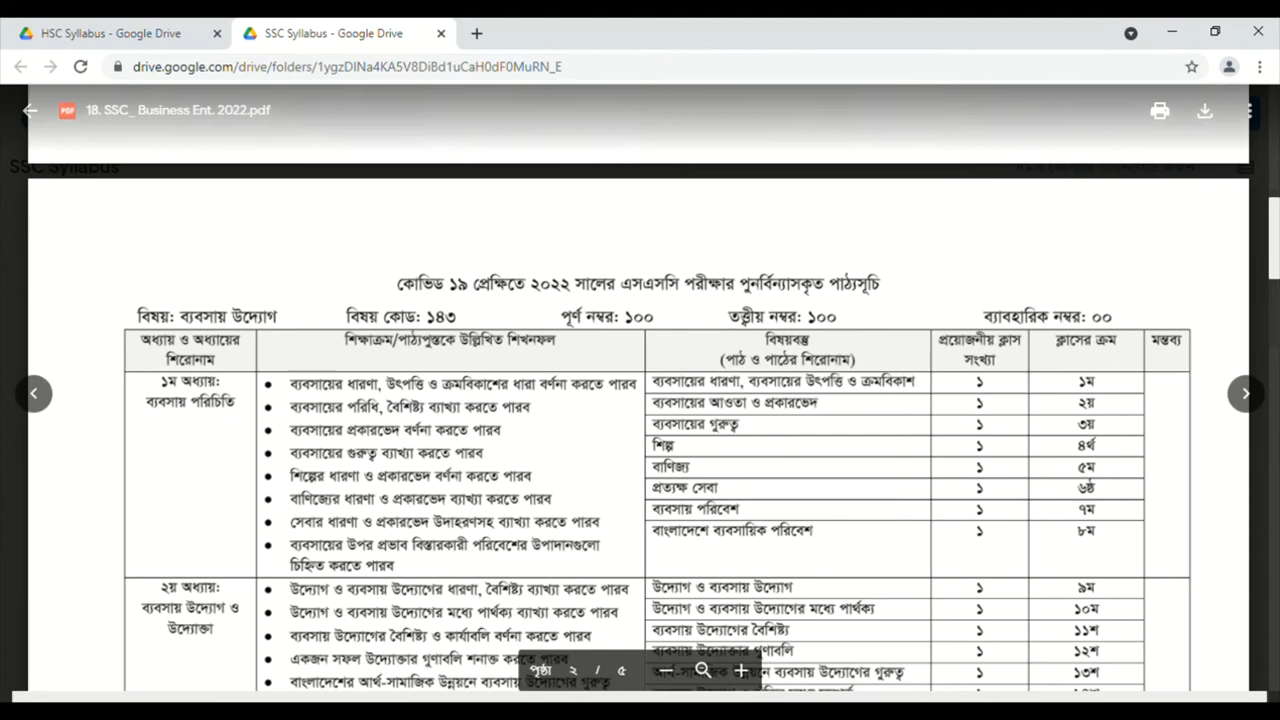 HSC Syllabus - Google Drive
SSC Syllabus - Google Drive
drive.google.com/drive/folders/1ygzDINa4KA5V8DiBd1uCaH0dF0MuRN_E
18. SSC_ Business Ent. 2022.pdf
SSC Syllabus
কোভিড ১৯ প্রেক্ষিতে ২০২২ সালের এসএসসি পরীক্ষার পুনর্বিন্যাসকৃত পাঠ্যসূচি
বিষয়: ব্যবসায় উদ্যোগ বিষয় কোড: ১৪৩ পূর্ণ নম্বর: ১০০ তত্ত্বীয় নম্বর: ১০০ ব্যাবহারিক নম্বর: ০০
অধ্যায় ও অধ্যায়ের শিরোনাম
শিক্ষাক্রম/পাঠ্যপুস্তকে উল্লিখিত শিখনফল
বিষয়বস্তু
(পাঠ ও পাঠের শিরোনাম)
প্রয়োজনীয় ক্লাস সংখ্যা
ক্লাসের ক্রম
মন্তব্য
১ম অধ্যায়:
ব্যবসায় পরিচিতি
• ব্যবসায়ের ধারণা, উৎপত্তি ও ক্রমবিকাশের ধারা বর্ণনা করতে পারব
• ব্যবসায়ের পরিধি, বৈশিষ্ট্য ব্যাখ্যা করতে পারব
• ব্যবসায়ের প্রকারভেদ বর্ণনা করতে পারব
• ব্যবসায়ের গুরুত্ব ব্যাখ্যা করতে পারব
• শিল্পের ধারণা ও প্রকারভেদ বর্ণনা করতে পারব
• বাণিজ্যের ধারণা ও প্রকারভেদ ব্যাখ্যা করতে পারব
• সেবার ধারণা ও প্রকারভেদ উদাহরণসহ ব্যাখ্যা করতে পারব
• ব্যবসায়ের উপর প্রভাব বিস্তারকারী পরিবেশের উপাদানগুলো
চিহ্নিত করতে পারব
ব্যবসায়ের ধারণা, ব্যবসায়ের উৎপত্তি ও ক্রমবিকাশ ১ ১ম
ব্যবসায়ের আওতা ও প্রকারভেদ ১ ২য়
ব্যবসায়ের গুরুত্ব ১ ৩য়
শিল্প ১ ৪র্থ
বাণিজ্য ১ ৫ম
প্রত্যক্ষ সেবা ১ ৬ষ্ঠ
ব্যবসায় পরিবেশ ১ ৭ম
বাংলাদেশে ব্যবসায়িক পরিবেশ ১ ৮ম
২য় অধ্যায়:
ব্যবসায় উদ্যোগ ও
উদ্যোক্তা
• উদ্যোগ ও ব্যবসায় উদ্যোগের ধারণা, বৈশিষ্ট্য ব্যাখ্যা করতে পারব
• উদ্যোগ ও ব্যবসায় উদ্যোগের মধ্যে পার্থক্য ব্যাখ্যা করতে পারব
• ব্যবসায় উদ্যোগের বৈশিষ্ট্য ও কার্যাবলি বর্ণনা করতে পারব
• একজন সফল উদ্যোক্তার গুণাবলি শনাক্ত করতে পারব
• বাংলাদেশের আর্থ-সামাজিক উন্নয়নে ব্যবসায় উদ্যোগের গুরুত্ব
উদ্যোগ ও ব্যবসায় উদ্যোগ ১ ৯ম
উদ্যোগ ও ব্যবসায় উদ্যোগের মধ্যে পার্থক্য ১ ১০ম
ব্যবসায় উদ্যোগের বৈশিষ্ট্য ১ ১১শ
ব্যবসায় উদ্যোক্তার গুণাবলি ১ ১২শ
আর্থ-সামাজিক উন্নয়নে ব্যবসায় উদ্যোগের গুরুত্ব ১ ১৩শ
পৃষ্ঠা ২ / ৫